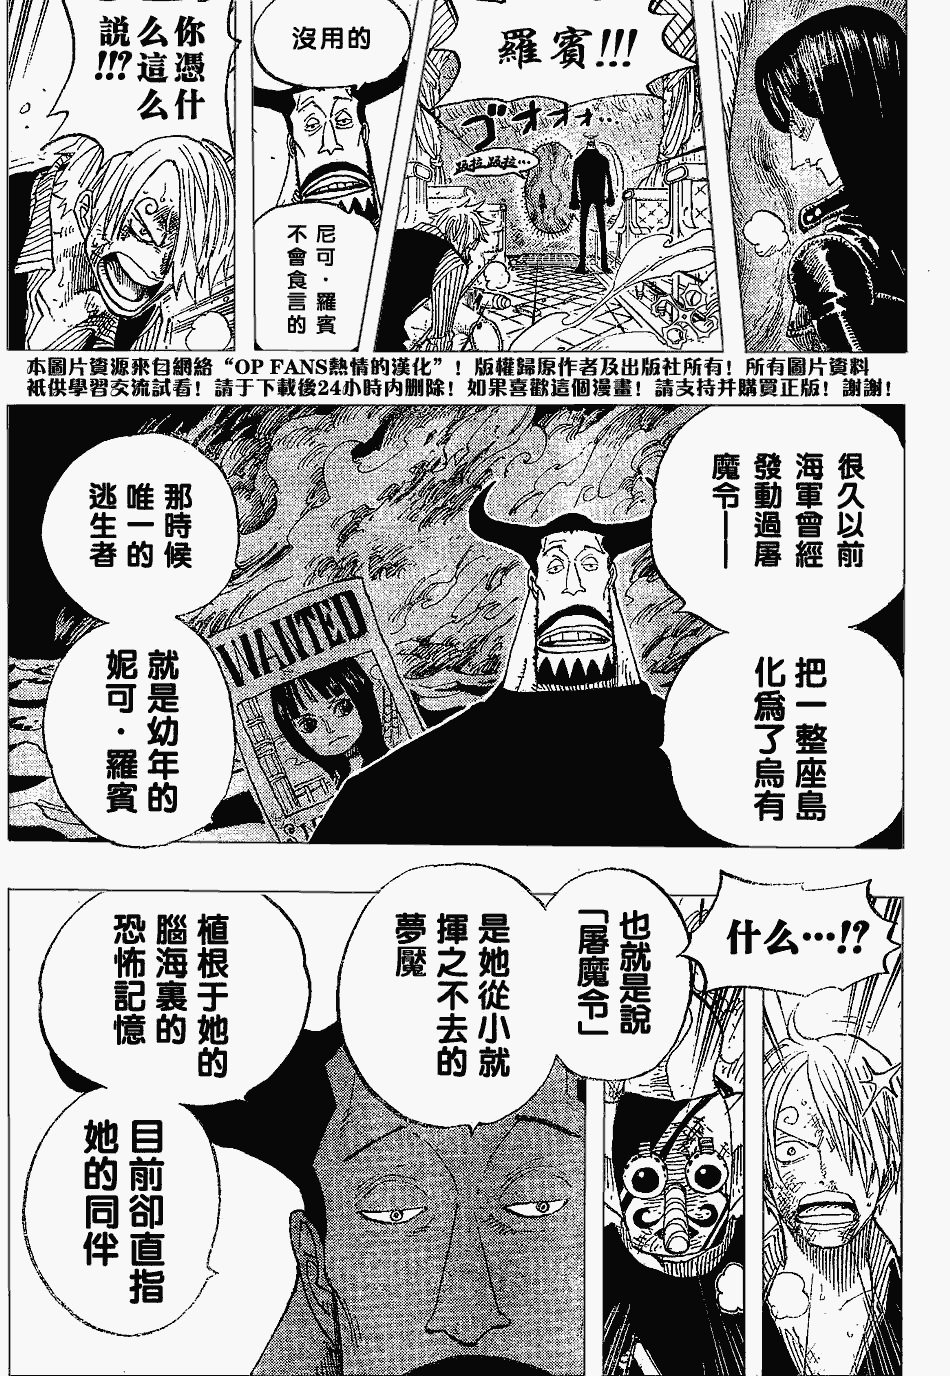 羅賓!!!
ゴオオォ…
啪拉,啪拉…
沒用的
尼可·羅賓
不會食言的
你憑什
么這么
説!!!?
本圖片資源來自網絡“OP FANS熱情的漢化”！版權歸原作者及出版社所有！所有圖片資料
衹供學習交流試看！請于下載後24小時内刪除！如果喜歡這個漫畫！請支持并購買正版！謝謝！
很久以前
海軍曾經
發動過屠
魔令——
把一整座島
化爲了烏有
那時候
唯一的
逃生者
就是幼年的
妮可·羅賓
WANTED
什么…!?
也就是說
「屠魔令」
是她從小就
揮之不去的
夢魘
植根于她的
腦海裏的
恐怖記憶
目前卻直指
她的同伴